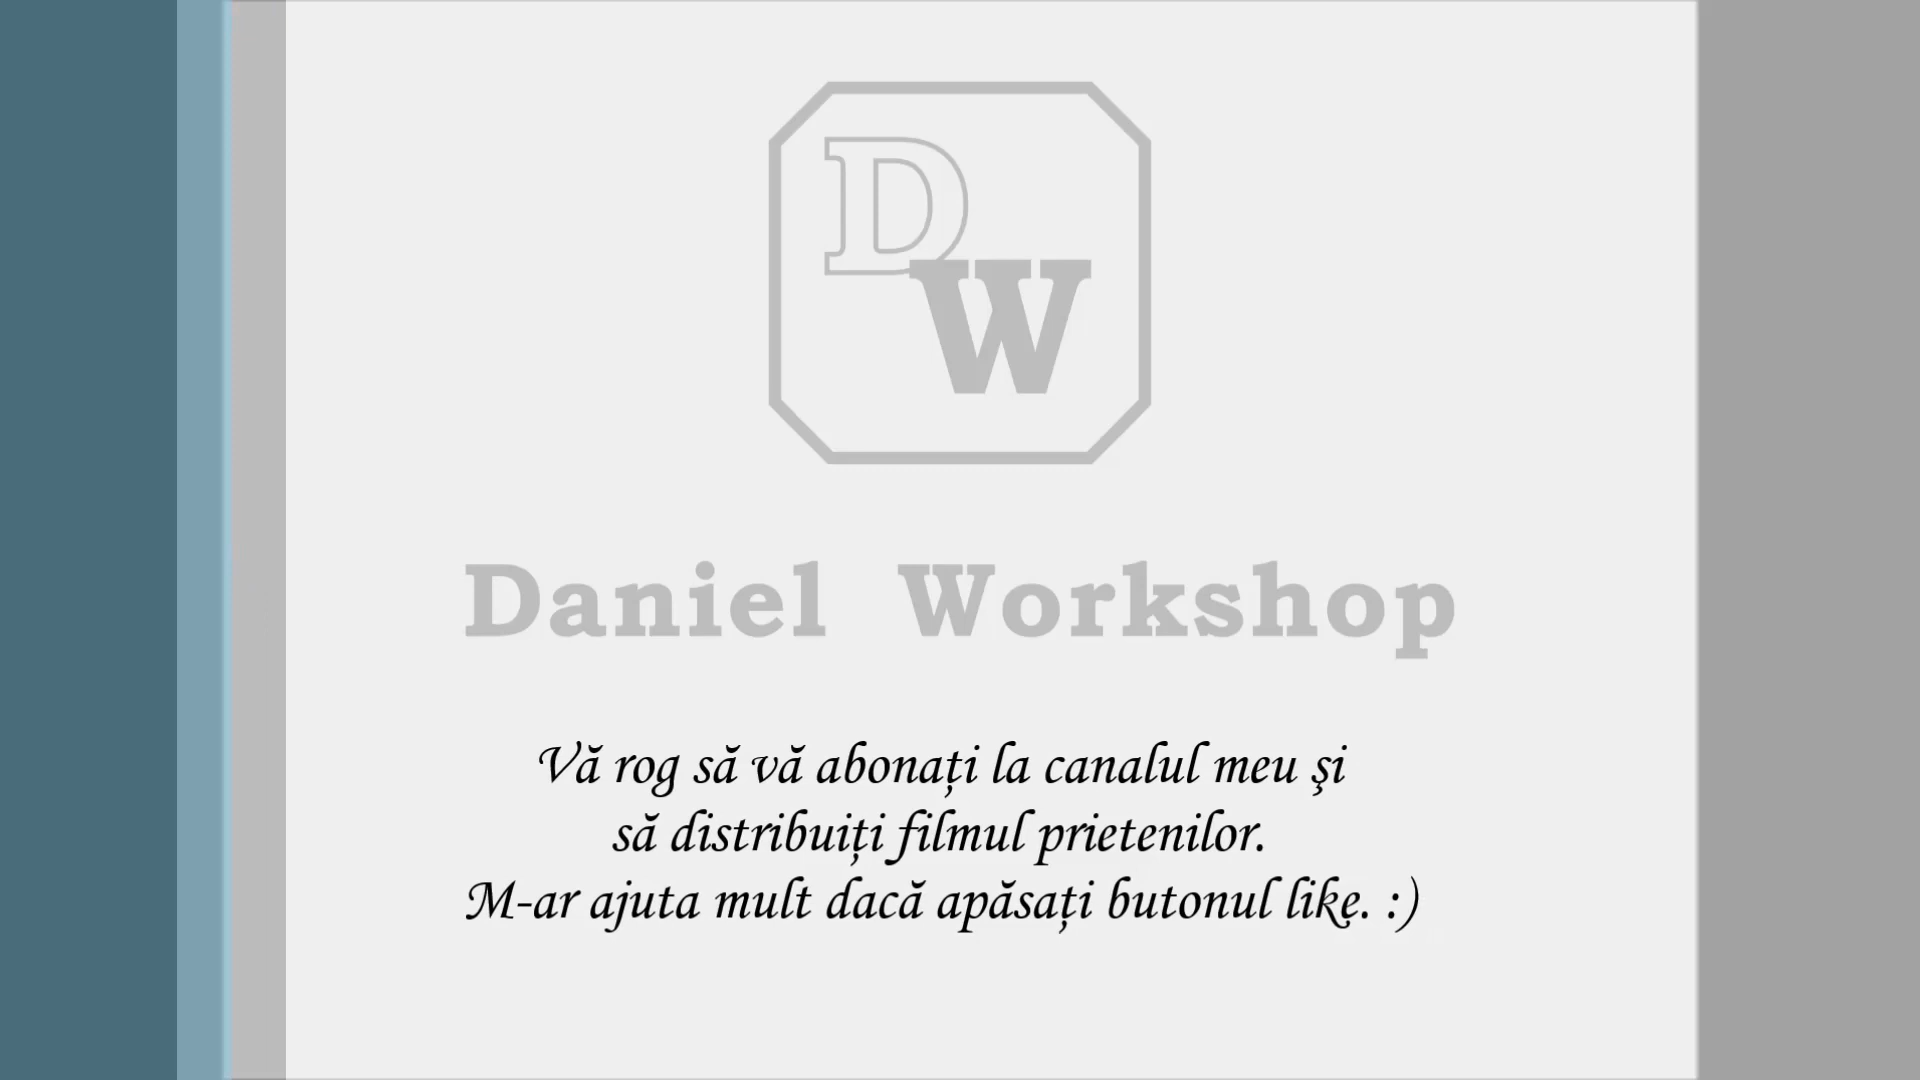 D
W
Daniel Workshop
Vă rog să vă abonați la canalul meu şi
să distribuiți filmul prietenilor.
M-ar ajuta mult dacă apăsați butonul like. :)